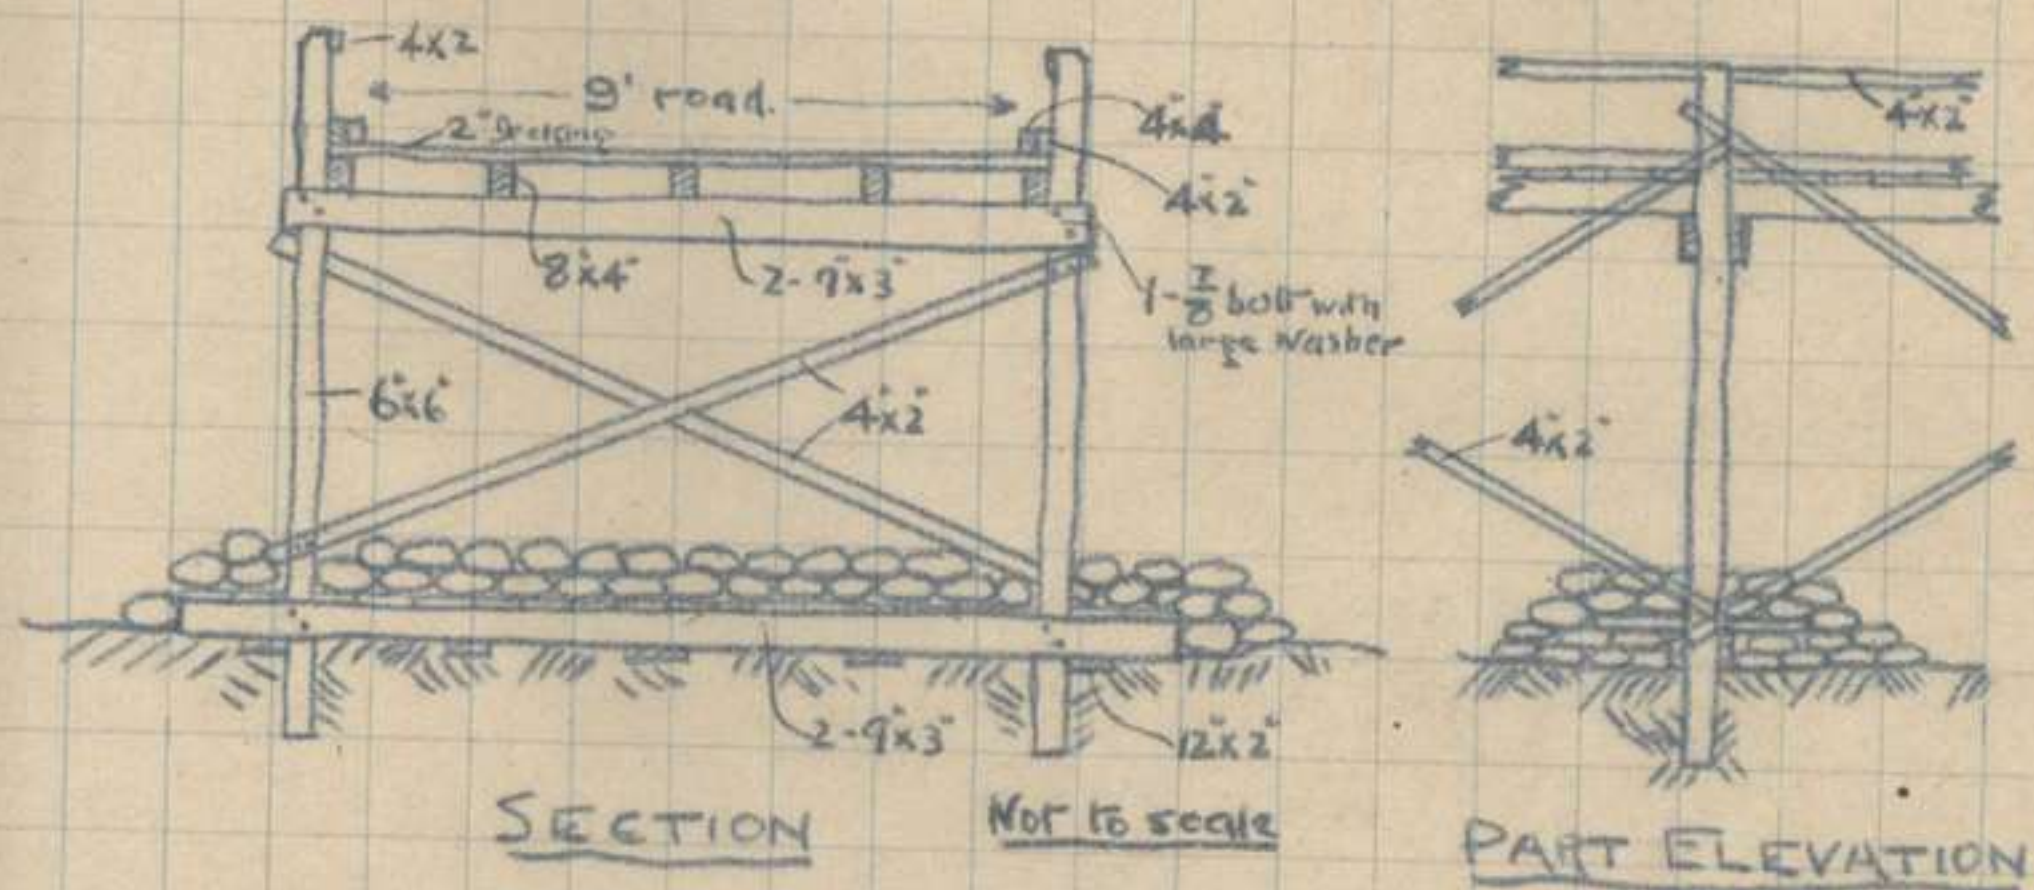 4x2
9' road.
2" Decking
4"x4
4"x2"
8"x4"
2-9"x3"
1-7/8 bolt with
large washer
6"x6"
4"x2"
2-9"x3"
12"x2"
SECTION
Not to scale
4"x2"
4"x2"
PART ELEVATION